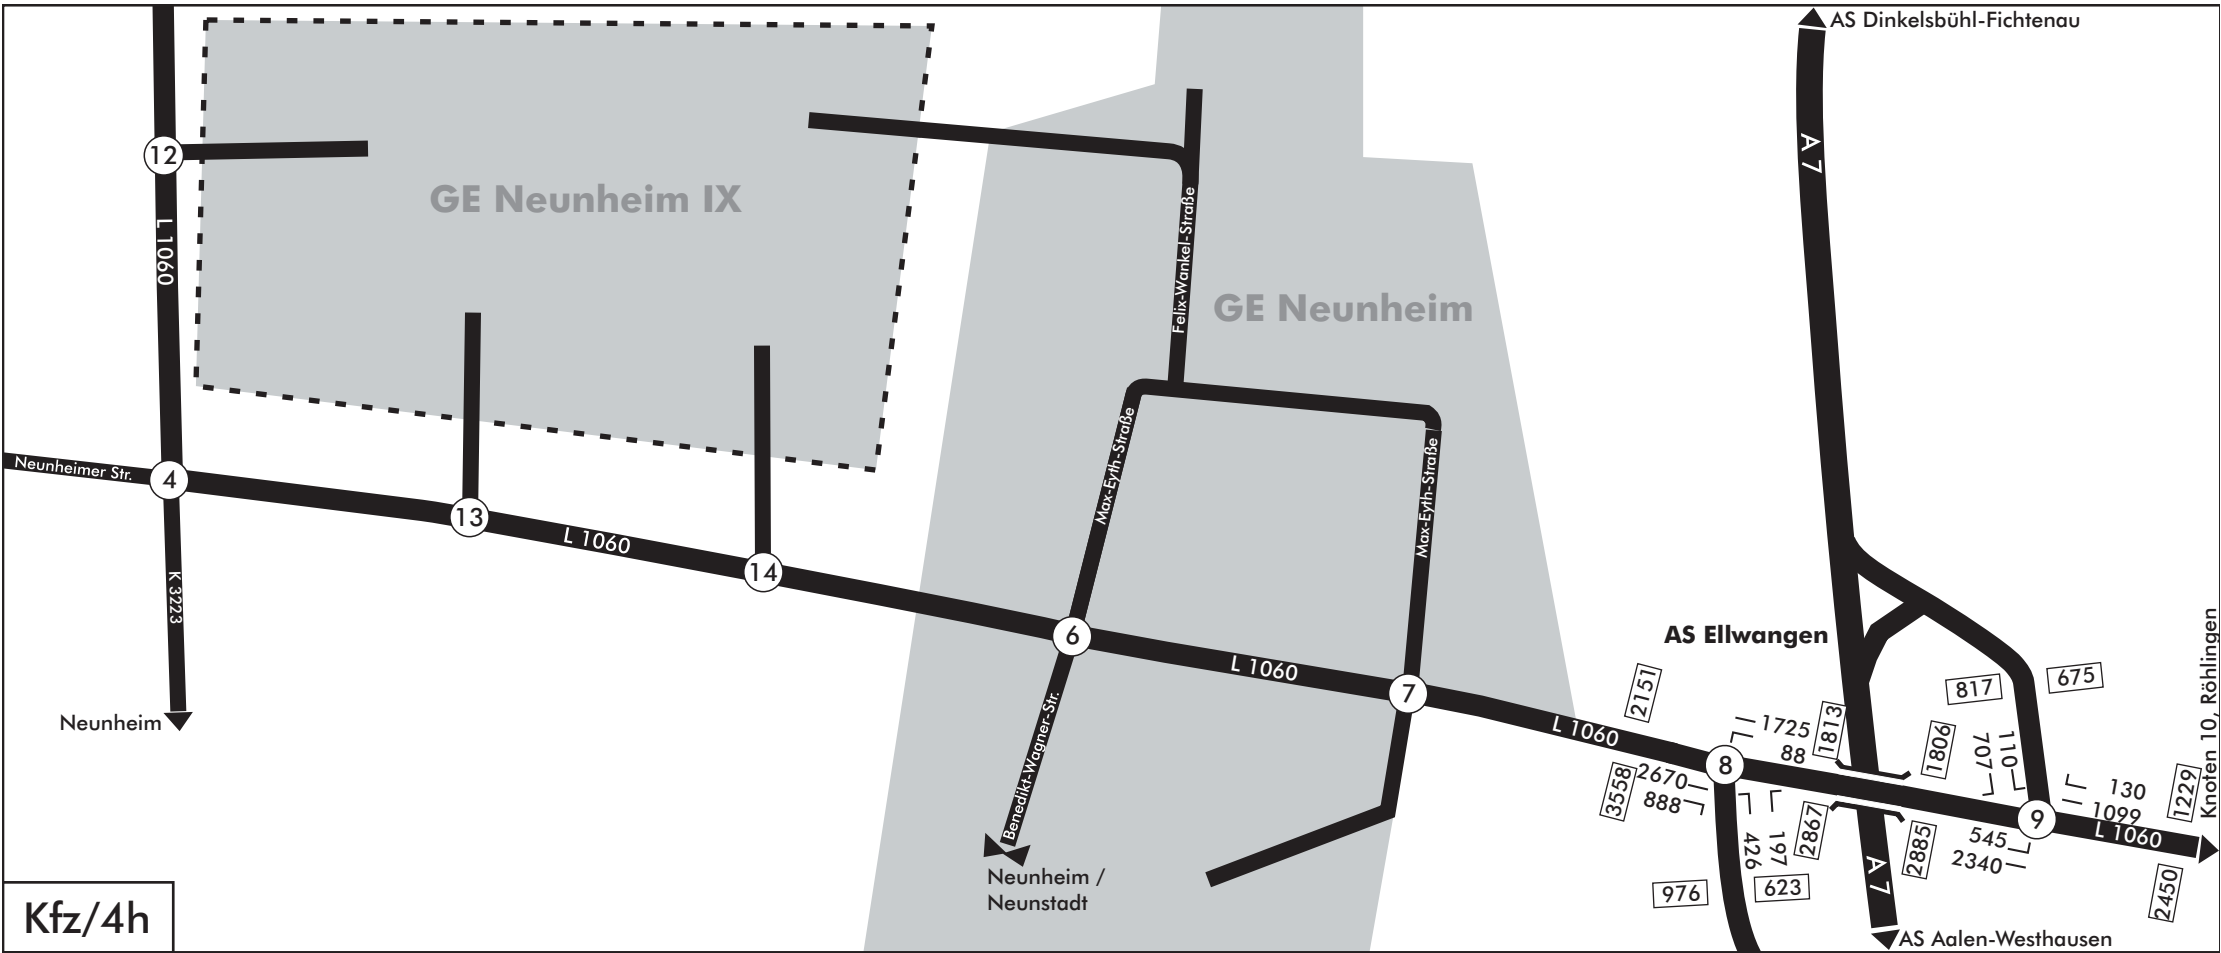 AS Dinkelsbühl-Fichtenau
A 7
12
L 1060
GE Neunheim IX
Felix-Wankel-Straße
GE Neunheim
Max-Eyth-Straße
Max-Eyth-Straße
Neunheimer Str.
4
13
L 1060
14
K 3223
Neunheim
6
L 1060
7
Benedikt-Wagner-Str.
Neunheim /
Neunstadt
L 1060
AS Ellwangen
2151
3558
2670
888
8
1725
88
1813
1806
817
675
707
110
130
1099
1229
Knoten 10, Röhlingen
9
L 1060
545
2340
2450
2867
2885
426
197
976
623
A 7
AS Aalen-Westhausen
Kfz/4h